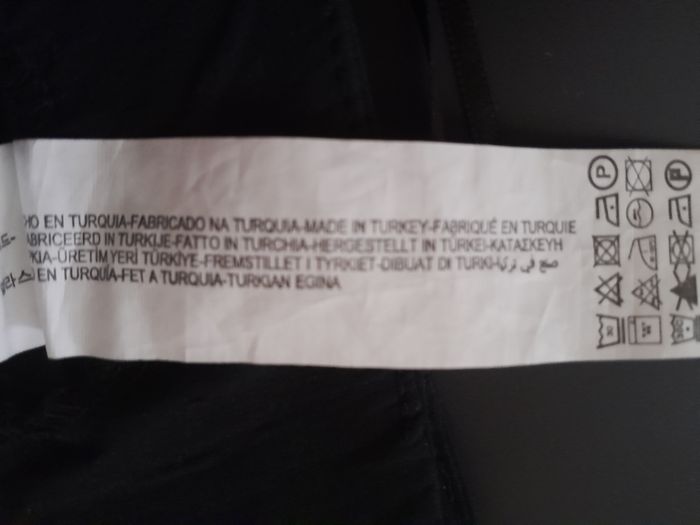 HO EN TURQUIA-FABRICADO NA TURQUIA-MADE IN TURKEY-FABRIQUÉ EN TURQUIE
ABRICEERD IN TURKIJE-FATTO IN TURCHIA-HERGESTELLT IN TÜRKEI-ΚΑΤΑΣΚΕΥΗ
KIA-ÜRETİM YERİ TÜRKİYE-FREMSTILLET I TYRKIET-DIBUAT DI TURKI-صنع في تركيا
EN TURQUÍA-FET A TURQUIA-TURKIAN EGINA